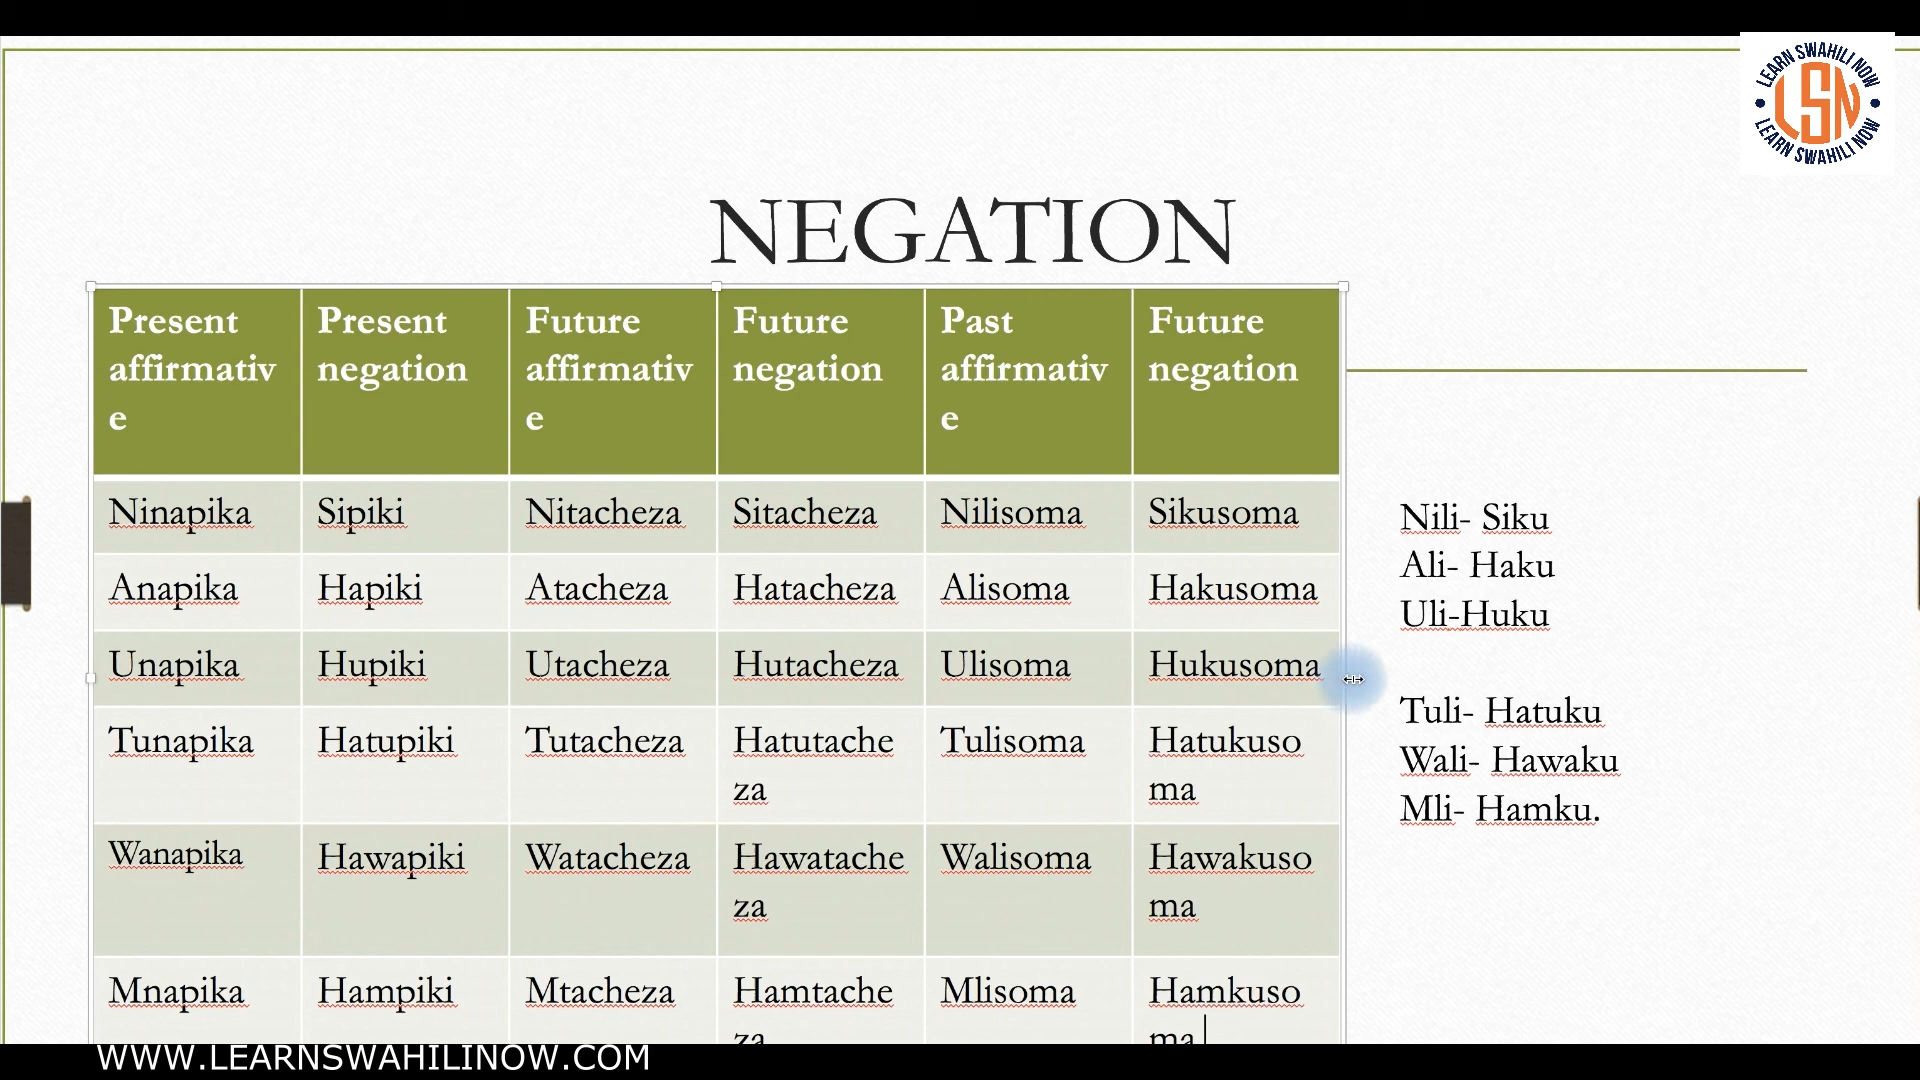 LEARN SWAHILI NOW
LSN
LEARN SWAHILI NOW
NEGATION
Present affirmativ e
Present negation
Future affirmativ e
Future negation
Past affirmativ e
Future negation
Ninapika Sipiki Nitacheza Sitacheza Nilisoma Sikusoma
Anapika Hapiki Atacheza Hatacheza Alisoma Hakusoma
Unapika Hupiki Utacheza Hutacheza Ulisoma Hukusoma
Tunapika Hatupiki Tutacheza Hatutache za Tulisoma Hatukuso ma
Wanapika Hawapiki Watacheza Hawatache za Walisoma Hawakuso ma
Mnapika Hampiki Mtacheza Hamtache za Mlisoma Hamkuso ma
Nili- Siku
Ali- Haku
Uli-Huku
Tuli- Hatuku
Wali- Hawaku
Mli- Hamku.
WWW.LEARNSWAHILINOW.COM